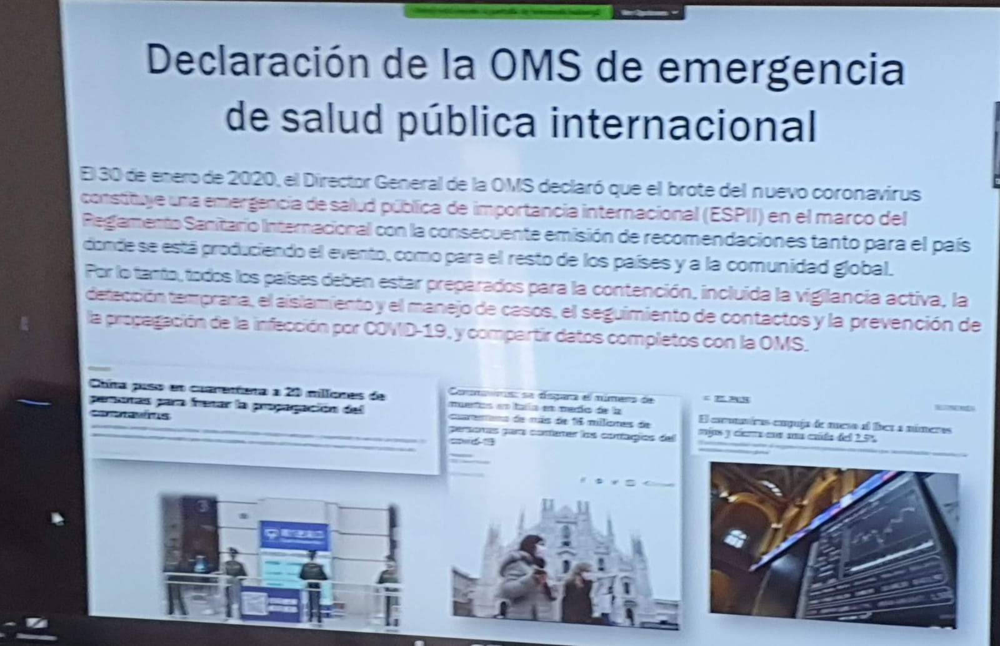 Ver Opciones
Declaración de la OMS de emergencia
de salud pública internacional
El 30 de enero de 2020, el Director General de la OMS declaró que el brote del nuevo coronavirus
constituye una emergencia de salud pública de importancia internacional (ESPII) en el marco del
Reglamento Sanitario Internacional con la consecuente emisión de recomendaciones tanto para el país
donde se está produciendo el evento, como para el resto de los países y a la comunidad global.
Por lo tanto, todos los países deben estar preparados para la contención, incluida la vigilancia activa, la
detección temprana, el aislamiento y el manejo de casos, el seguimiento de contactos y la prevención de
la propagación de la infección por COVID-19, y compartir datos completos con la OMS.
China puso en cuarentena a 20 millones de
personas para frenar la propagación del
coronavirus
Coronavirus: se dispara el número de
muertos en Italia en medio de la
cuarentena de más de 16 millones de
personas para contener los contagios del
covid-19
EL PAÍS
ECONOMÍA
El coronavirus empuja de nuevo al Ibex a números
rojos y cierra con una caída del 2,5%